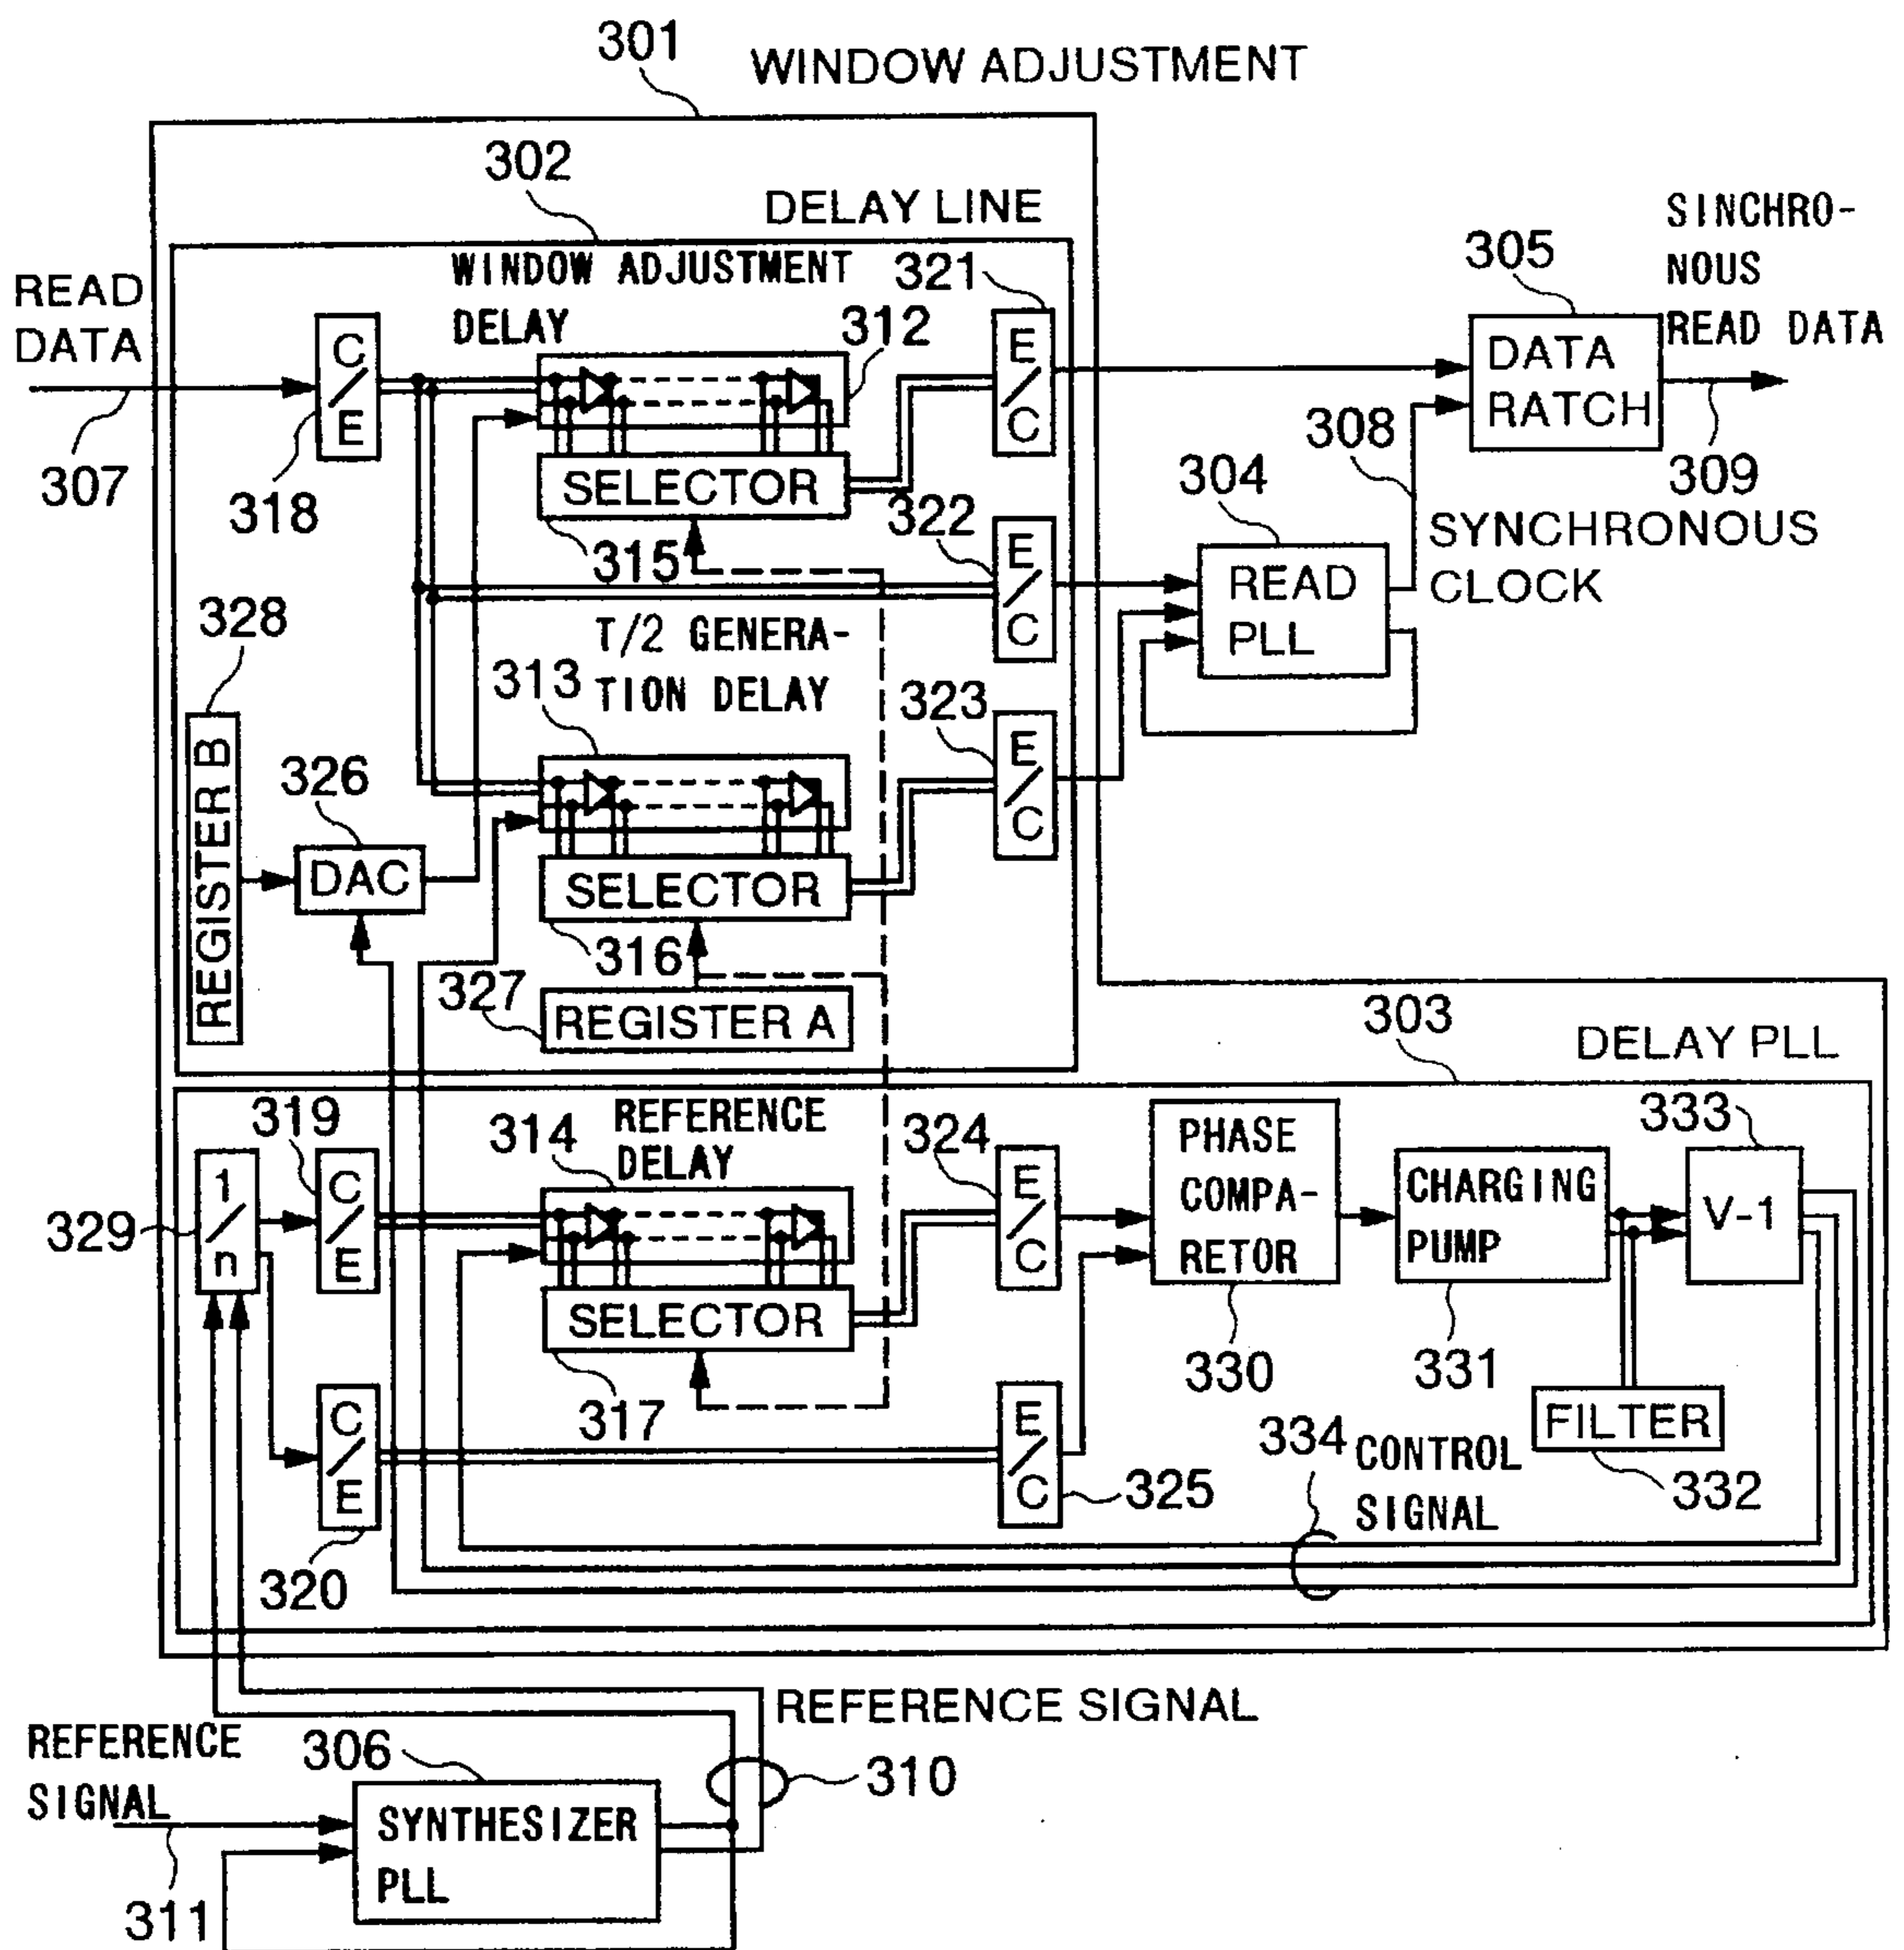 301
WINDOW ADJUSTMENT
302
DELAY LINE
READ
DATA
307
C/E
318
WINDOW ADJUSTMENT
DELAY
312
SELECTOR
315
321
E/C
322
E/C
T/2 GENERA-
TION DELAY
313
SELECTOR
316
323
E/C
328
REGISTER B
326
DAC
327
REGISTER A
304
READ
PLL
308
SYNCHRONOUS
CLOCK
305
DATA
RATCH
SINCHRO-
NOUS
READ DATA
309
303
DELAY PLL
329
1/n
319
C/E
320
C/E
REFERENCE
DELAY
314
SELECTOR
317
324
E/C
325
E/C
PHASE
COMPA-
RETOR
330
CHARGING
PUMP
331
333
V-1
FILTER
332
334
CONTROL
SIGNAL
REFERENCE SIGNAL
310
REFERENCE
SIGNAL
311
306
SYNTHESIZER
PLL